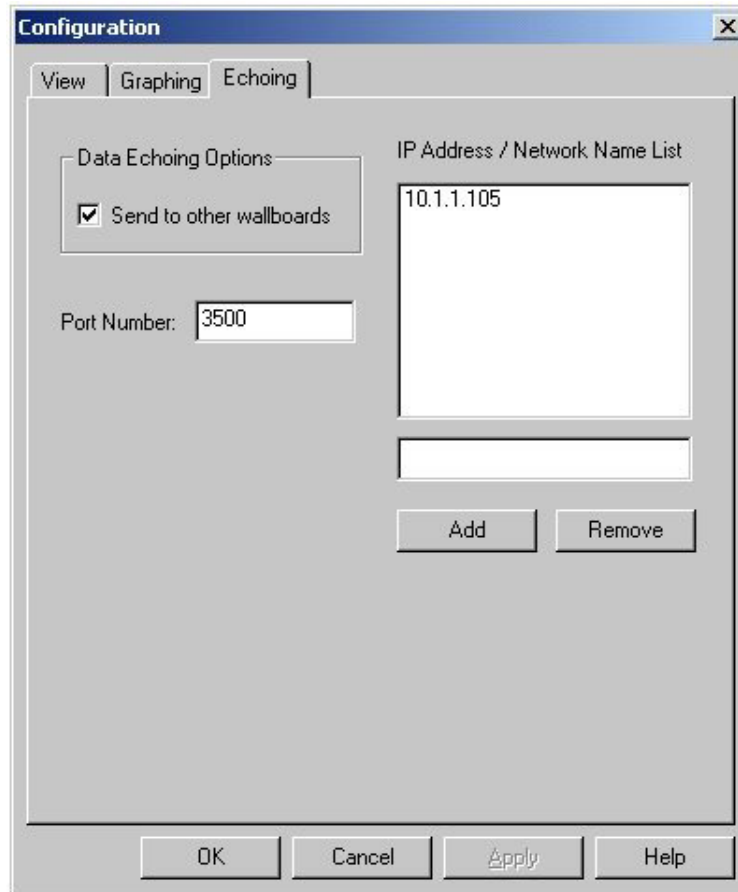 Configuration
View Graphing Echoing
Data Echoing Options
Send to other wallboards
Port Number: 3500
IP Address / Network Name List
10.1.1.105
Add Remove
OK Cancel Apply Help